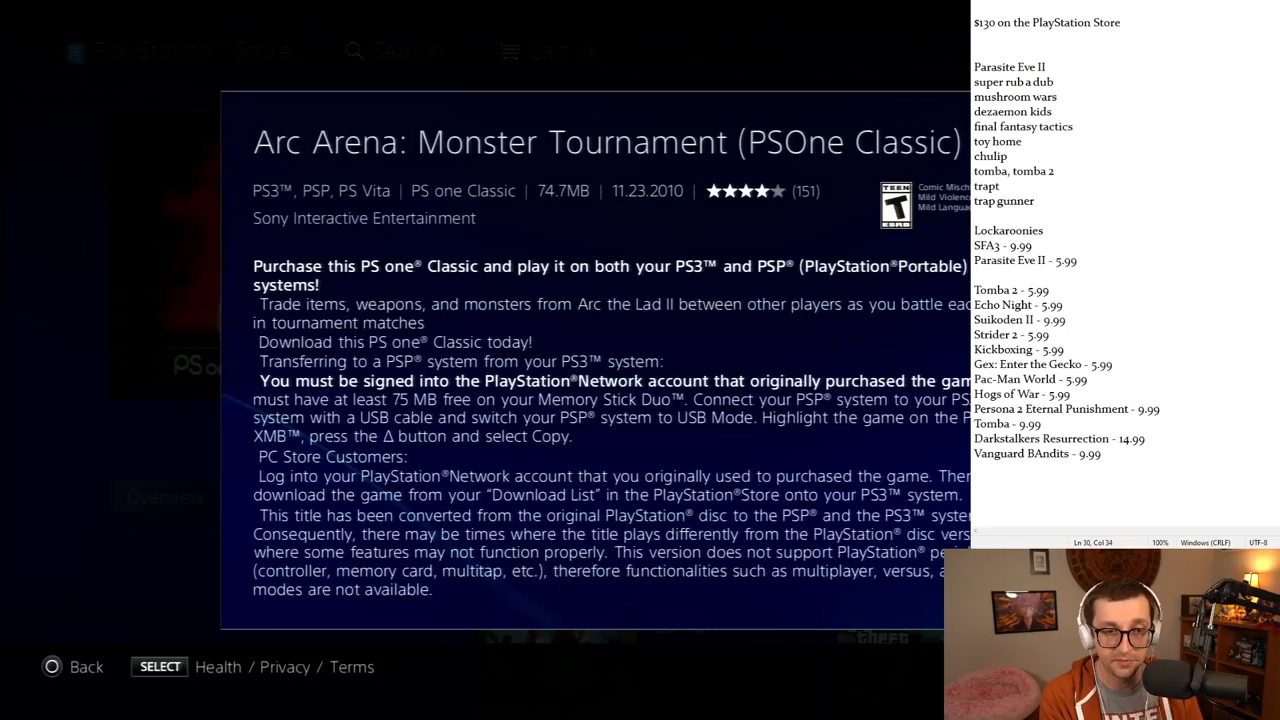 PlayStation™ Store
Search
Cart
Arc Arena: Monster Tournament (PSOne Classic)
PS3™, PSP, PS Vita | PS one Classic | 74.7MB | 11.23.2010 | ★★★★★ (151)
Sony Interactive Entertainment
TEEN
T
ESRB
Comic Misch
Mild Violenc
Mild Langua
Purchase this PS one® Classic and play it on both your PS3™ and PSP® (PlayStation®Portable)
systems!
Trade items, weapons, and monsters from Arc the Lad II between other players as you battle eac
in tournament matches
Download this PS one® Classic today!
Transferring to a PSP® system from your PS3™ system:
You must be signed into the PlayStation®Network account that originally purchased the gam
must have at least 75 MB free on your Memory Stick Duo™. Connect your PSP® system to your PS
system with a USB cable and switch your PSP® system to USB Mode. Highlight the game on the P
XMB™, press the Δ button and select Copy.
PC Store Customers:
Log into your PlayStation®Network account that you originally used to purchased the game. Ther
download the game from your “Download List” in the PlayStation®Store onto your PS3™ system.
This title has been converted from the original PlayStation® disc to the PSP® and the PS3™ syste
Consequently, there may be times where the title plays differently from the PlayStation® disc vers
where some features may not function properly. This version does not support PlayStation® peri
(controller, memory card, multitap, etc.), therefore functionalities such as multiplayer, versus, a
modes are not available.
Overview
Back
SELECT Health / Privacy / Terms
$130 on the PlayStation Store
Parasite Eve II
super rub a dub
mushroom wars
dezaemon kids
final fantasy tactics
toy home
chulip
tomba, tomba 2
trapt
trap gunner
Lockaroonies
SFA3 - 9.99
Parasite Eve II - 5.99
Tomba 2 - 5.99
Echo Night - 5.99
Suikoden II - 9.99
Strider 2 - 5.99
Kickboxing - 5.99
Gex: Enter the Gecko - 5.99
Pac-Man World - 5.99
Hogs of War - 5.99
Persona 2 Eternal Punishment - 9.99
Tomba - 9.99
Darkstalkers Resurrection - 14.99
Vanguard BAndits - 9.99
Ln 30, Col 34
100%
Windows (CRLF)
UTF-8